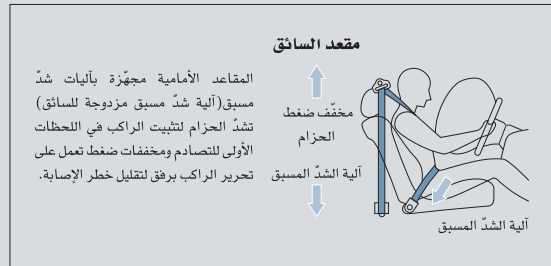 مقعد السائق
المقاعد الأمامية مجهّزة بآليات شدّ
مسبق(آلية شدّ مسبق مزدوجة للسائق)
تشدّ الحزام لتثبيت الراكب في اللحظات
الأولى للتصادم ومخففات ضغط تعمل على
تحرير الراكب برفق لتقليل خطر الإصابة.
مخفّف ضغط
الحزام
آلية الشدّ المسبق
آلية الشدّ المسبق